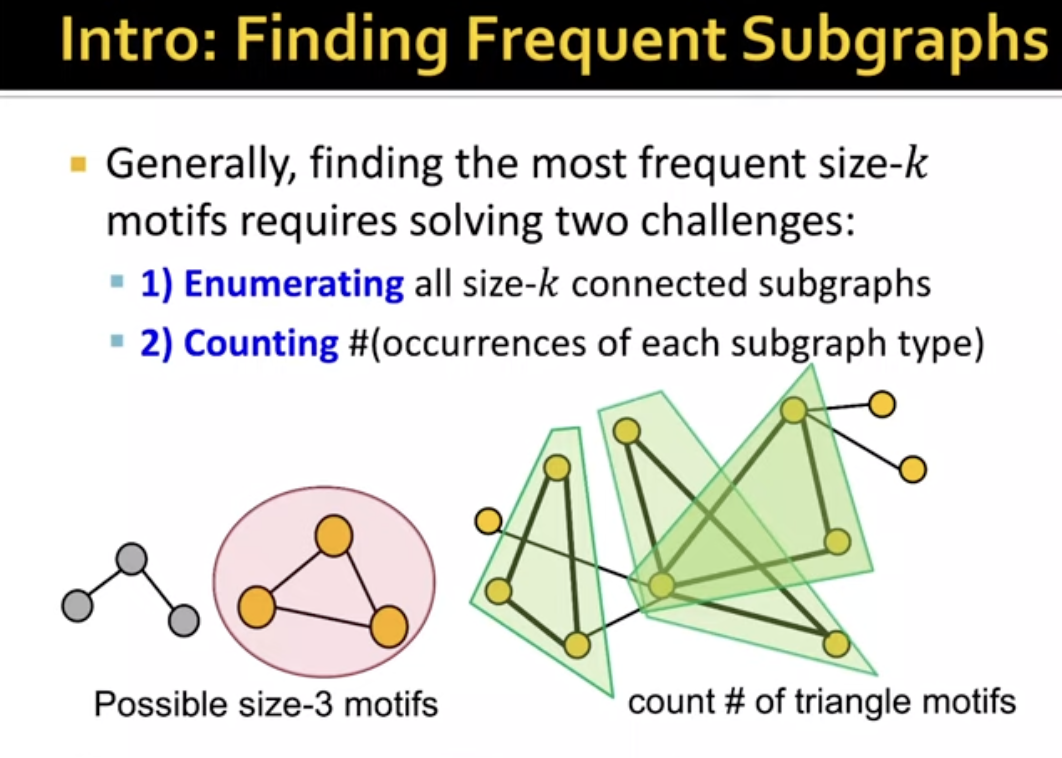 Intro: Finding Frequent Subgraphs
Generally, finding the most frequent size-k
motifs requires solving two challenges:
1) Enumerating all size-k connected subgraphs
2) Counting #(occurrences of each subgraph type)
Possible size-3 motifs
count # of triangle motifs